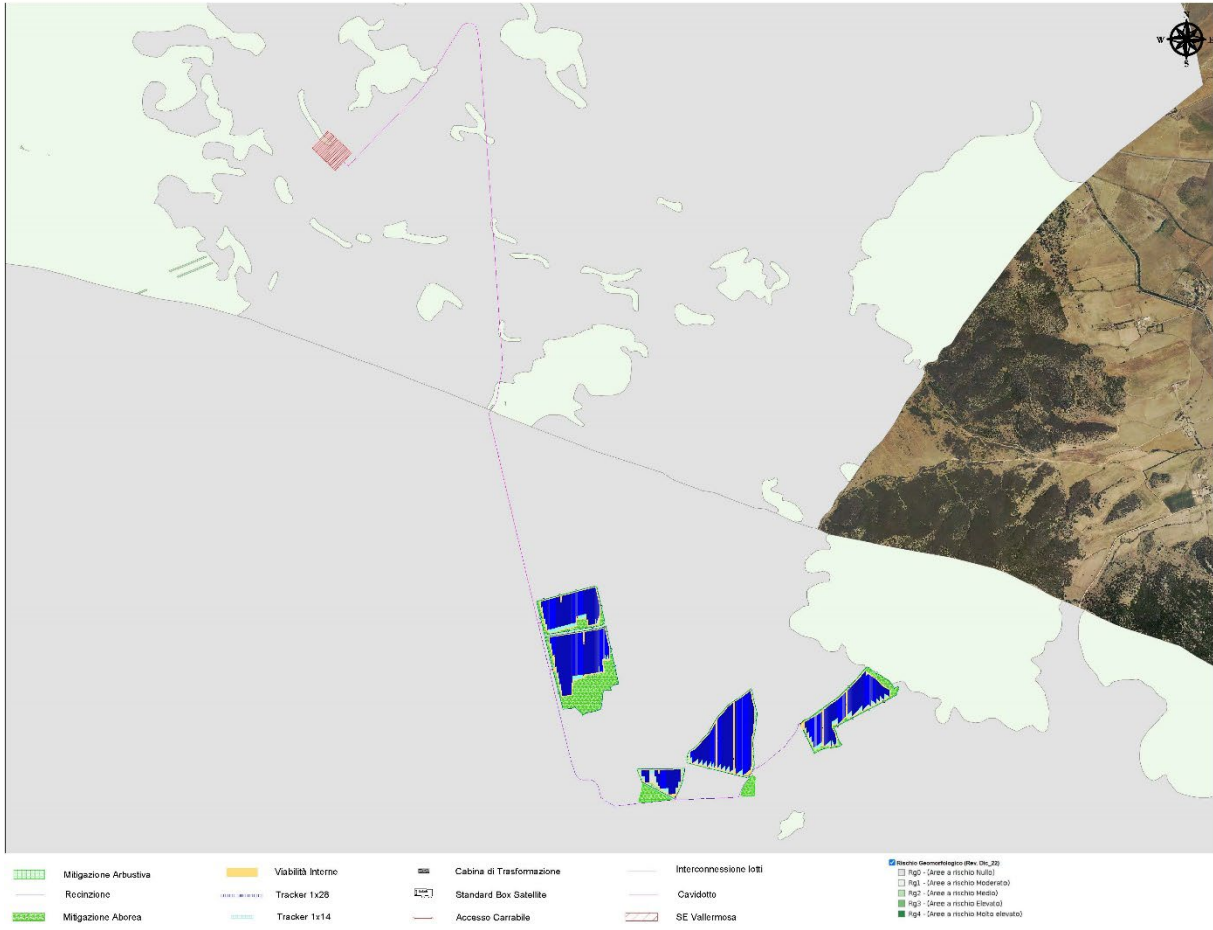 N
W E
S
Mitigazione Arbustiva
Recinzione
Mitigazione Aborea
Viabilità Interne
Tracker 1x28
Tracker 1x14
Cabina di Trasformazione
Standard Box Satellite
Accesso Carrabile
Interconnessione lotti
Cavidotto
SE Vallermosa
Rischio Geomorfologico (Rev. Dic_22)
Rg0 - (Aree a rischio Nullo)
Rg1 - (Aree a rischio Moderato)
Rg2 - (Aree a rischio Medio)
Rg3 - (Aree a rischio Elevato)
Rg4 - (Aree a rischio Molto elevato)